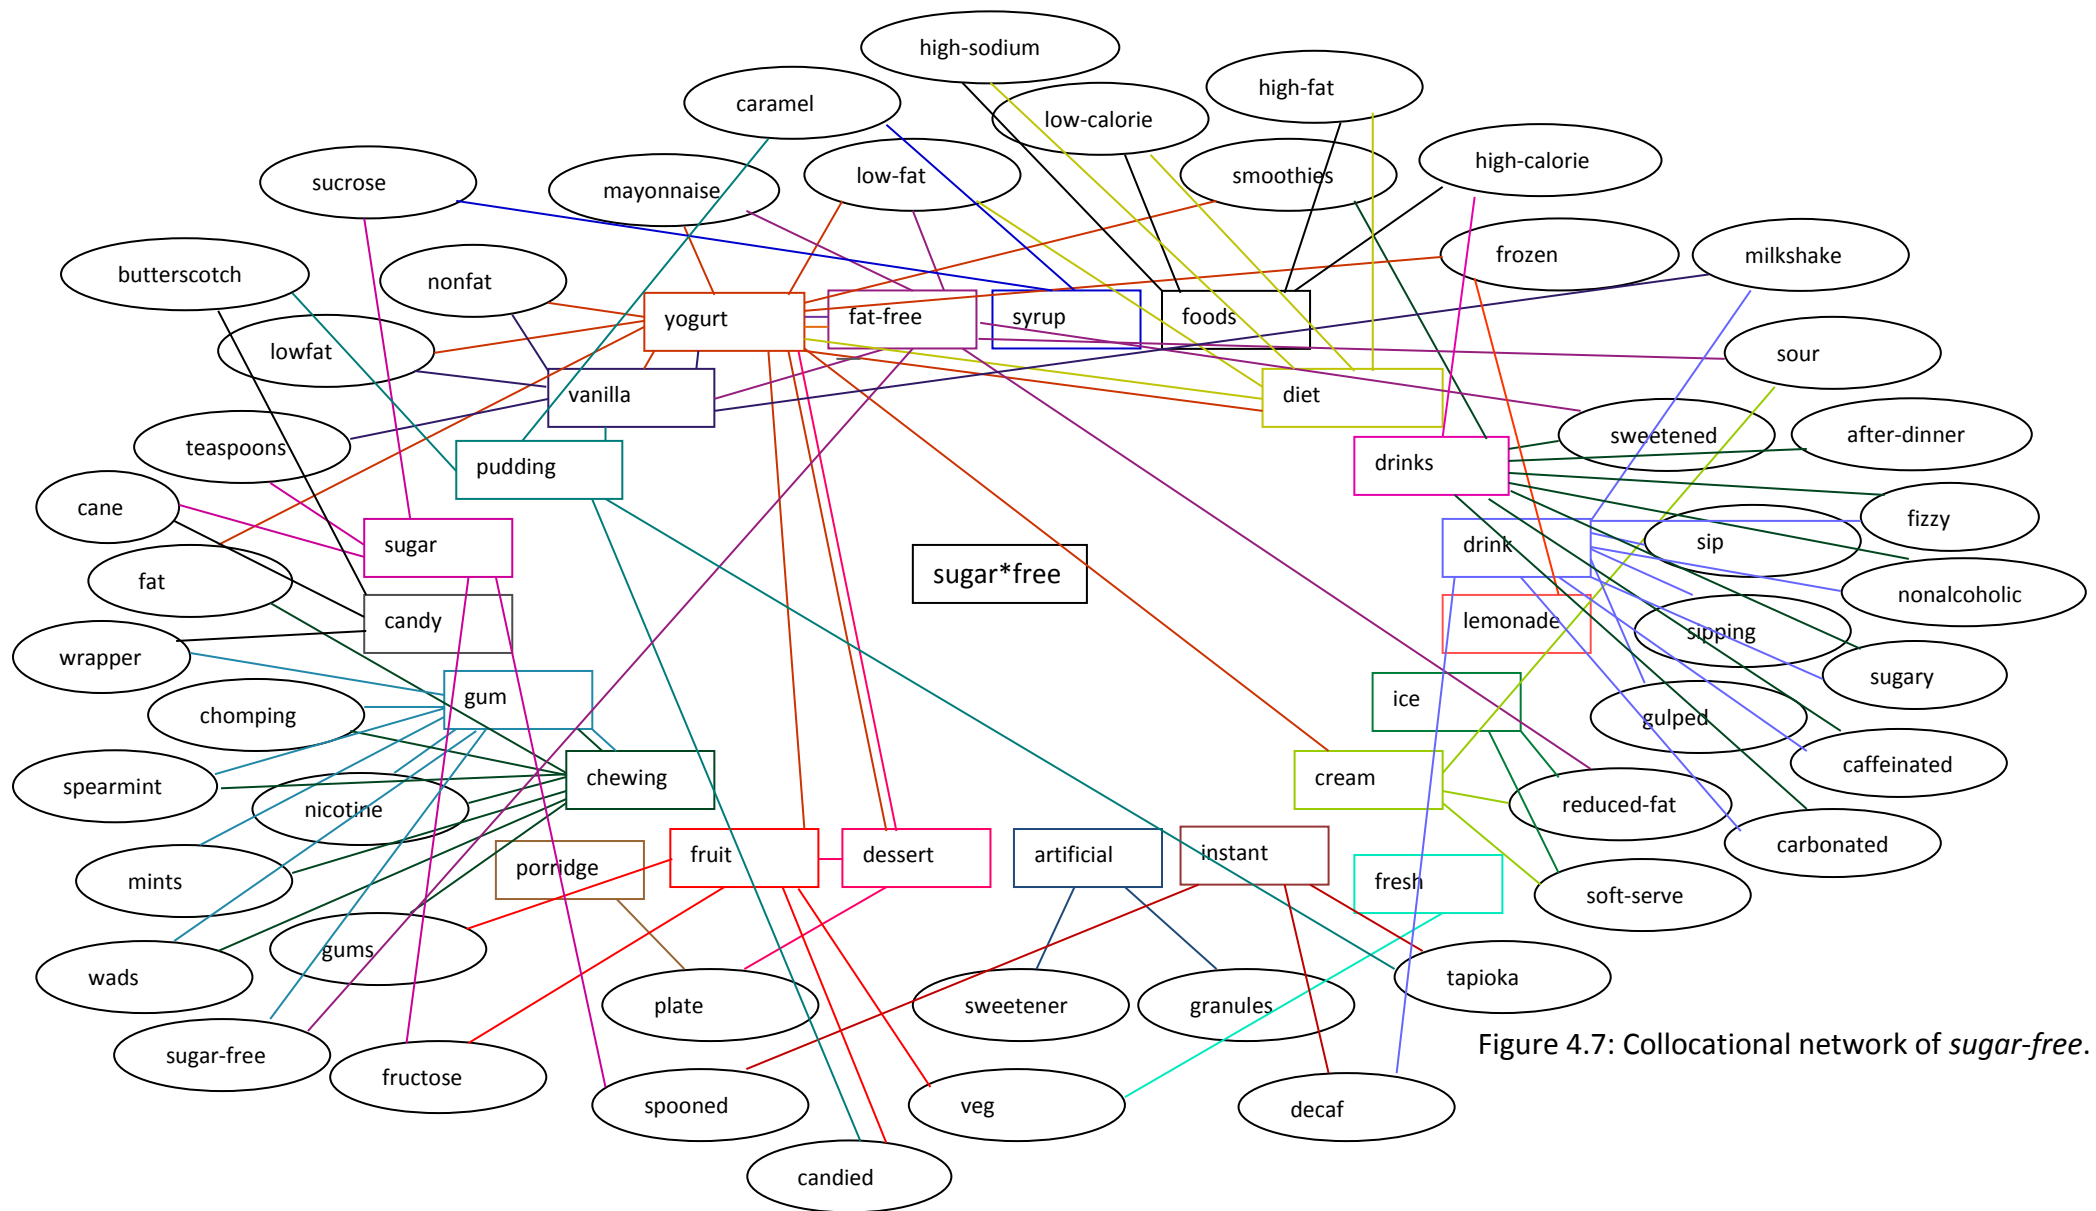 high-sodium
high-fat
caramel
low-calorie
high-calorie
sucrose
mayonnaise
low-fat
smoothies
butterscotch
nonfat
frozen
milkshake
yogurt
fat-free
syrup
foods
lowfat
sour
vanilla
diet
teaspoons
sweetened
after-dinner
pudding
drinks
cane
fizzy
sugar
drink
sip
fat
sugar*free
nonalcoholic
candy
lemonade
sipping
wrapper
sugary
chomping
gum
ice
gulped
spearmint
chewing
cream
caffeinated
nicotine
reduced-fat
carbonated
mints
porridge
fruit
dessert
artificial
instant
fresh
soft-serve
wads
gums
plate
sweetener
granules
tapioka
sugar-free
fructose
Figure 4.7: Collocational network of sugar-free.
spooned
veg
decaf
candied